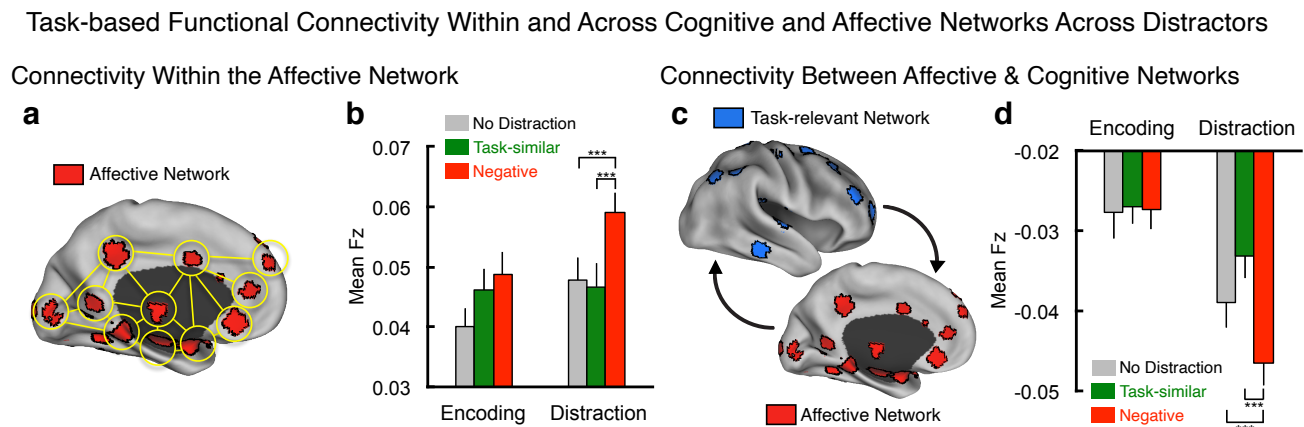 Task-based Functional Connectivity Within and Across Cognitive and Affective Networks Across Distractors
Connectivity Within the Affective Network
a
Affective Network
b
No Distraction
Task-similar
Negative
***
***
0.07
0.06
0.05
0.04
0.03
Mean Fz
Encoding
Distraction
Connectivity Between Affective & Cognitive Networks
c
Task-relevant Network
Affective Network
d
Encoding
Distraction
-0.02
-0.03
-0.04
-0.05
Mean Fz
No Distraction
Task-similar
Negative
***
***